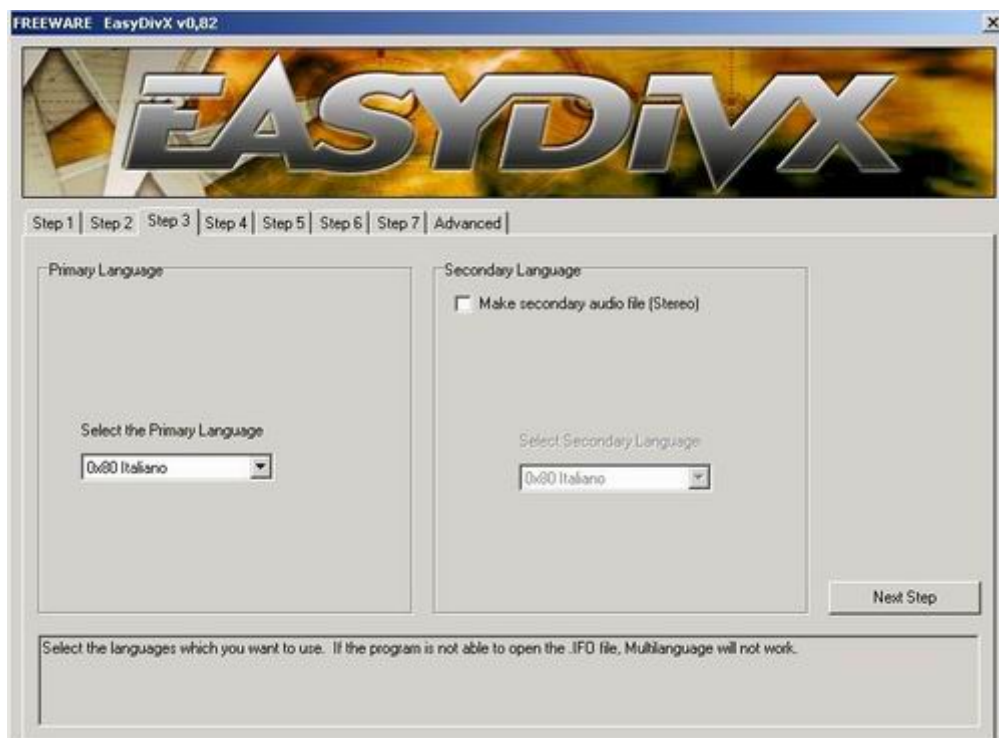 FREEWARE EasyDivX v0,82
EASYDIVX
Step 1 Step 2 Step 3 Step 4 Step 5 Step 6 Step 7 Advanced
Primary Language
Select the Primary Language
0x80 Italiano
Secondary Language
Make secondary audio file (Stereo)
Select Secondary Language
0x80 Italiano
Next Step
Select the languages which you want to use. If the program is not able to open the .IFO file, Multilanguage will not work.